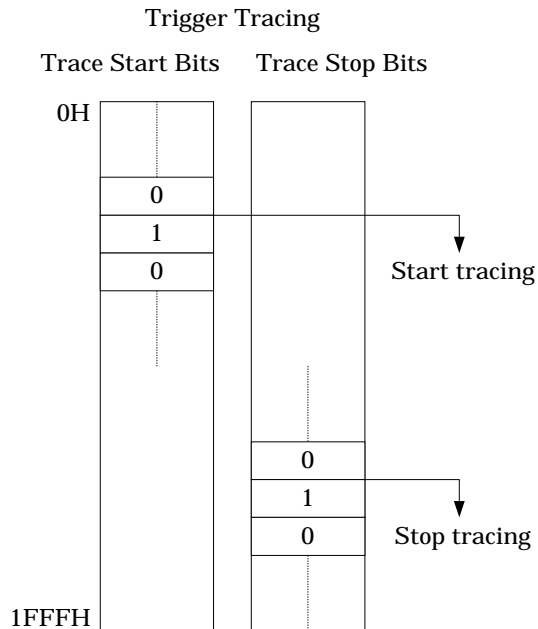 Trigger Tracing
Trace Start Bits Trace Stop Bits
0H
0
1
0
Start tracing
0
1
0
Stop tracing
1FFFH